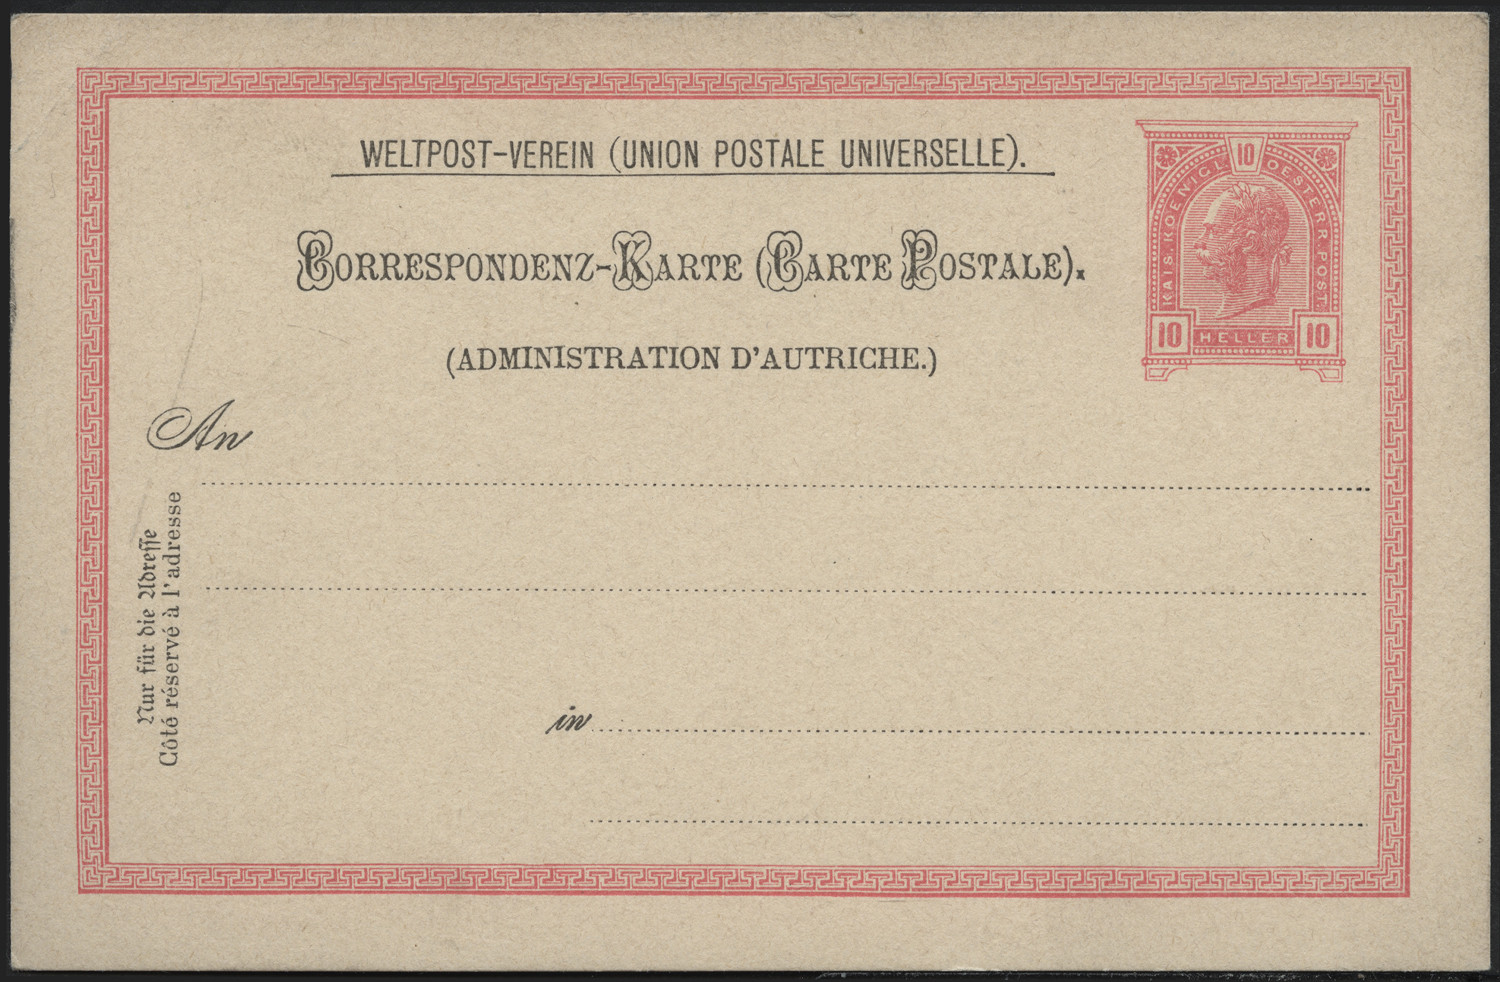 WELTPOST-VEREIN (UNION POSTALE UNIVERSELLE).
CORRESPONDENZ-KARTE (CARTE POSTALE).
(ADMINISTRATION D'AUTRICHE.)
10
KAIS. KOENIGL. OESTERR. POST.
10 HELLER 10
An
in
Nur für die Adresse
Côté réservé à l'adresse